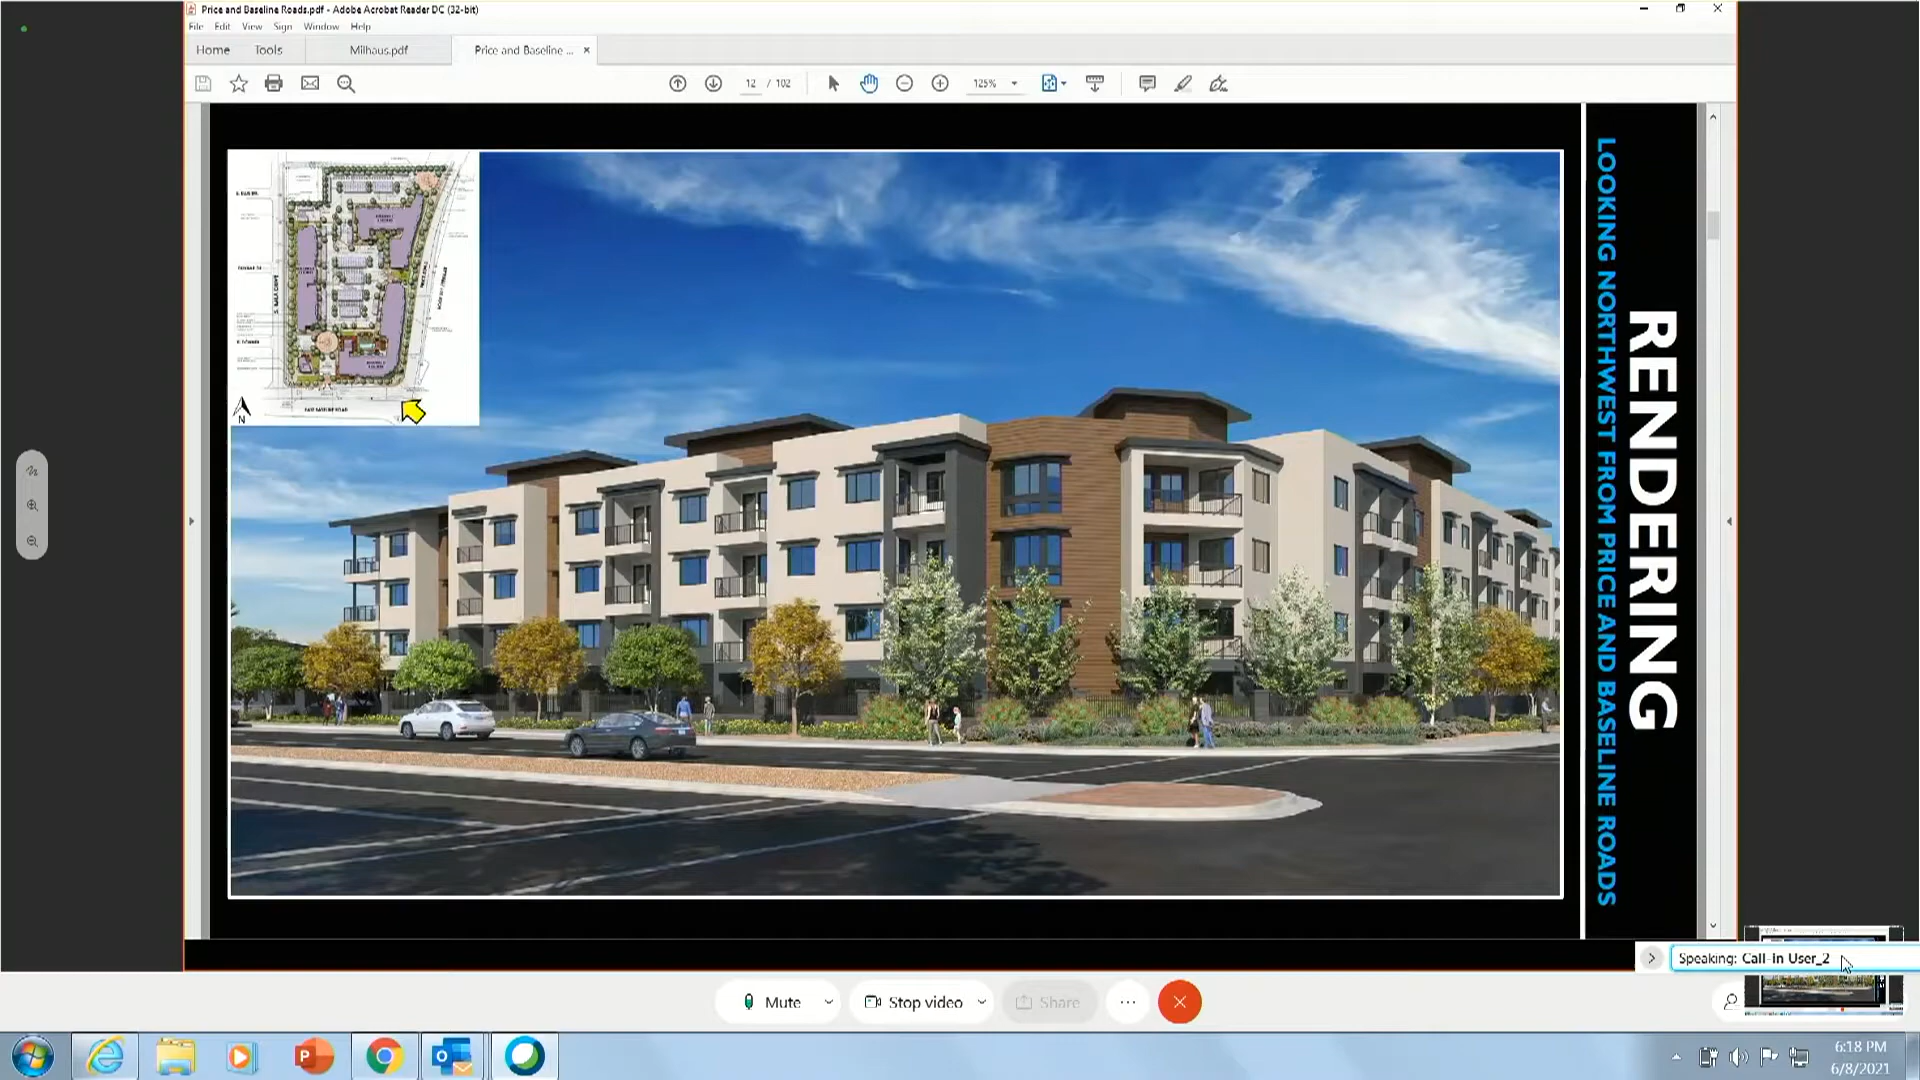 Price and Baseline Roads.pdf - Adobe Acrobat Reader DC (32-bit)
File Edit View Sign Window Help
Home Tools Milhaus.pdf Price and Baseline ... ×
12 / 102 125%
N
RENDERING
LOOKING NORTHWEST FROM PRICE AND BASELINE ROADS
Speaking: Call-in User_2
Mute Stop video Share
6:18 PM
6/8/2021